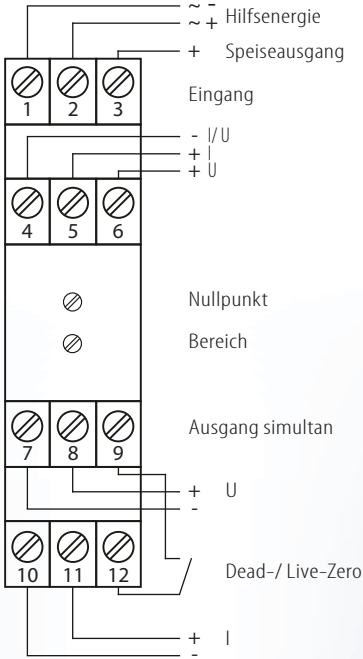 ~ -
~ + Hilfsenergie
+ Speiseausgang
1 2 3
Eingang
- I/U
+ I
+ U
4 5 6
Nullpunkt
Bereich
Ausgang simultan
7 8 9
+ U
-
10 11 12
Dead-/ Live-Zero
+ I
-